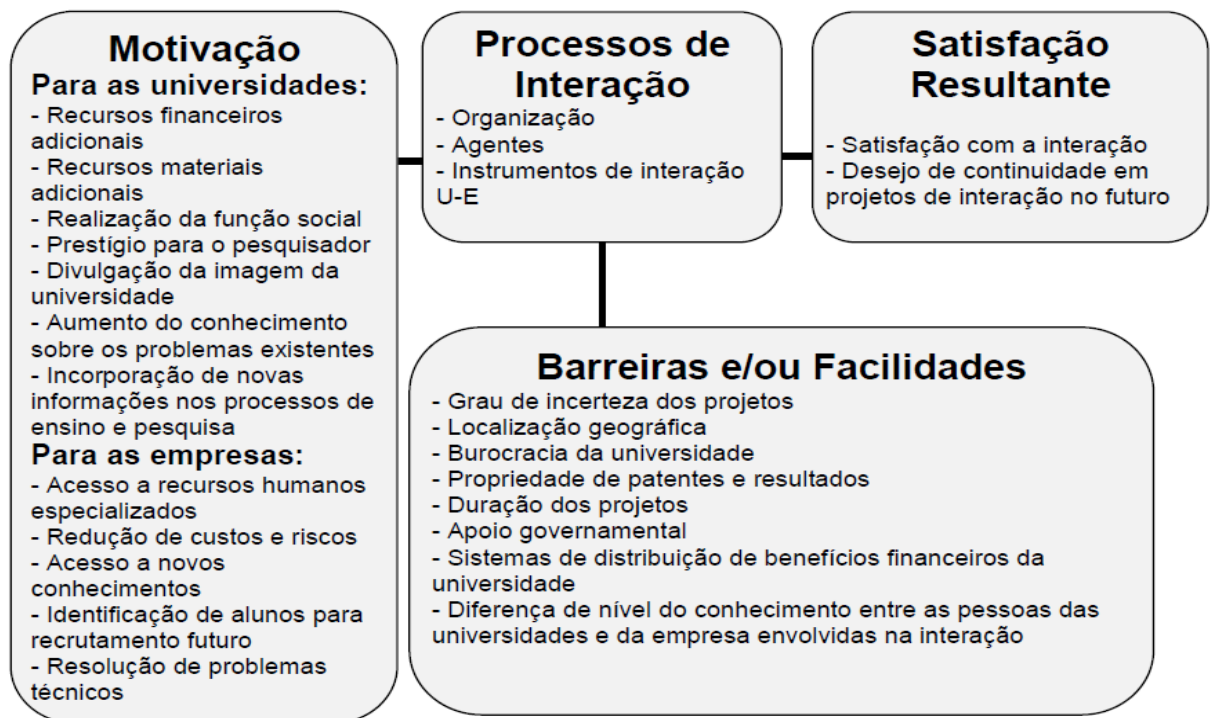 Motivação
Para as universidades:
- Recursos financeiros
adicionais
- Recursos materiais
adicionais
- Realização da função social
- Prestígio para o pesquisador
- Divulgação da imagem da
universidade
- Aumento do conhecimento
sobre os problemas existentes
- Incorporação de novas
informações nos processos de
ensino e pesquisa
Para as empresas:
- Acesso a recursos humanos
especializados
- Redução de custos e riscos
- Acesso a novos
conhecimentos
- Identificação de alunos para
recrutamento futuro
- Resolução de problemas
técnicos
Processos de
Interação
- Organização
- Agentes
- Instrumentos de interação
U-E
Satisfação
Resultante
- Satisfação com a interação
- Desejo de continuidade em
projetos de interação no futuro
Barreiras e/ou Facilidades
- Grau de incerteza dos projetos
- Localização geográfica
- Burocracia da universidade
- Propriedade de patentes e resultados
- Duração dos projetos
- Apoio governamental
- Sistemas de distribuição de benefícios financeiros da
universidade
- Diferença de nível do conhecimento entre as pessoas das
universidades e da empresa envolvidas na interação